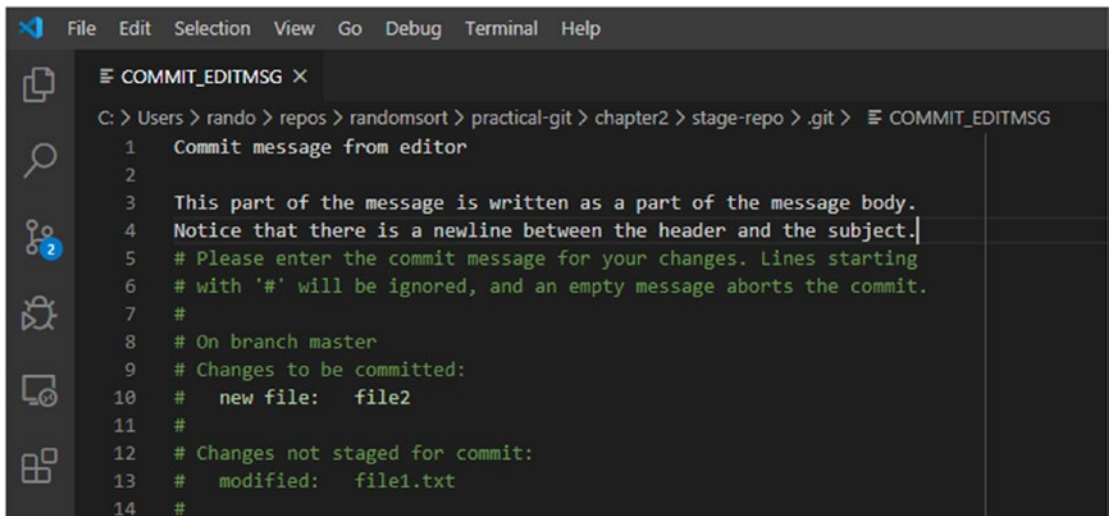 File Edit Selection View Go Debug Terminal Help
COMMIT_EDITMSG ×
C: > Users > rando > repos > randomsort > practical-git > chapter2 > stage-repo > .git > COMMIT_EDITMSG
1 Commit message from editor
2
3 This part of the message is written as a part of the message body.
4 Notice that there is a newline between the header and the subject.
5 # Please enter the commit message for your changes. Lines starting
6 # with '#' will be ignored, and an empty message aborts the commit.
7 #
8 # On branch master
9 # Changes to be committed:
10 # new file: file2
11 #
12 # Changes not staged for commit:
13 # modified: file1.txt
14 #
2